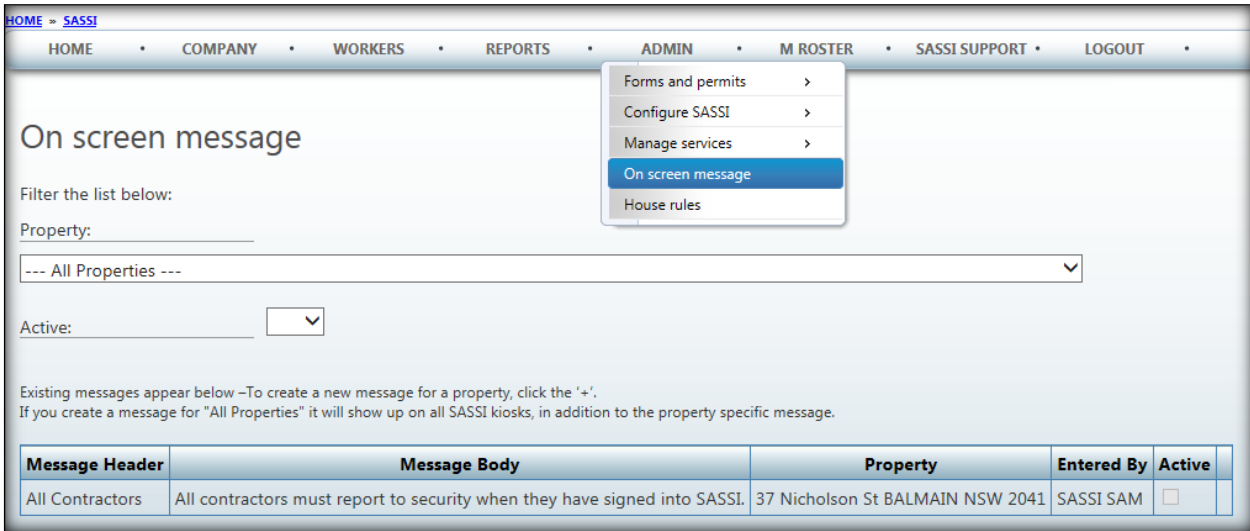 HOME » SASSI
HOME • COMPANY • WORKERS • REPORTS • ADMIN • M ROSTER • SASSI SUPPORT • LOGOUT •
Forms and permits >
Configure SASSI >
Manage services >
On screen message
House rules
On screen message
Filter the list below:
Property:
--- All Properties ---
Active:
Existing messages appear below –To create a new message for a property, click the '+'.
If you create a message for "All Properties" it will show up on all SASSI kiosks, in addition to the property specific message.
Message Header Message Body Property Entered By Active
All Contractors All contractors must report to security when they have signed into SASSI. 37 Nicholson St BALMAIN NSW 2041 SASSI SAM